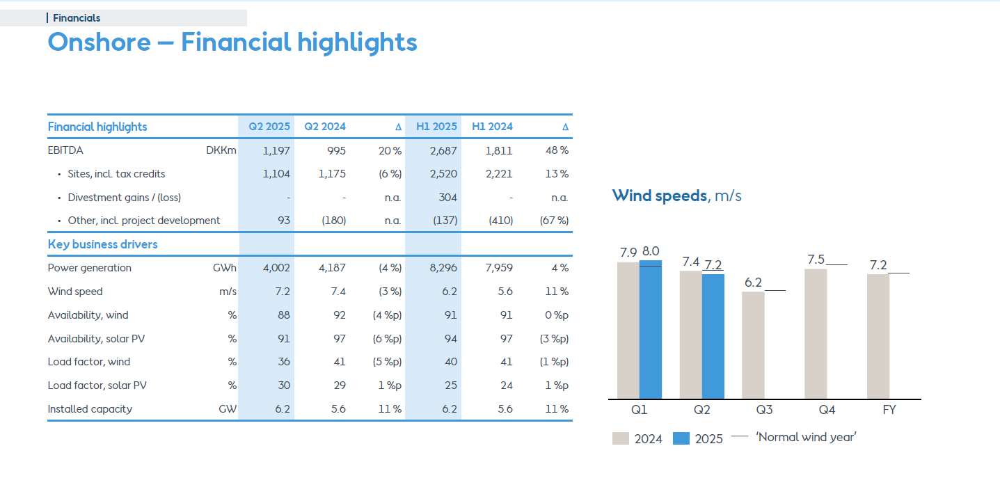 Financials
Onshore – Financial highlights
Financial highlights Q2 2025 Q2 2024 Δ H1 2025 H1 2024 Δ
EBITDA DKKm 1,197 995 20 % 2,687 1,811 48 %
• Sites, incl. tax credits 1,104 1,175 (6 %) 2,520 2,221 13 %
• Divestment gains / (loss) - - n.a. 304 - n.a.
• Other, incl. project development 93 (180) n.a. (137) (410) (67 %)
Key business drivers
Power generation GWh 4,002 4,187 (4 %) 8,296 7,959 4 %
Wind speed m/s 7.2 7.4 (3 %) 6.2 5.6 11 %
Availability, wind % 88 92 (4 %p) 91 91 0 %p
Availability, solar PV % 91 97 (6 %p) 94 97 (3 %p)
Load factor, wind % 36 41 (5 %p) 40 41 (1 %p)
Load factor, solar PV % 30 29 1 %p 25 24 1 %p
Installed capacity GW 6.2 5.6 11 % 6.2 5.6 11 %
Wind speeds, m/s
7.9 8.0 7.4 7.2 6.2 7.5 7.2
Q1 Q2 Q3 Q4 FY
2024 2025 ‘Normal wind year’